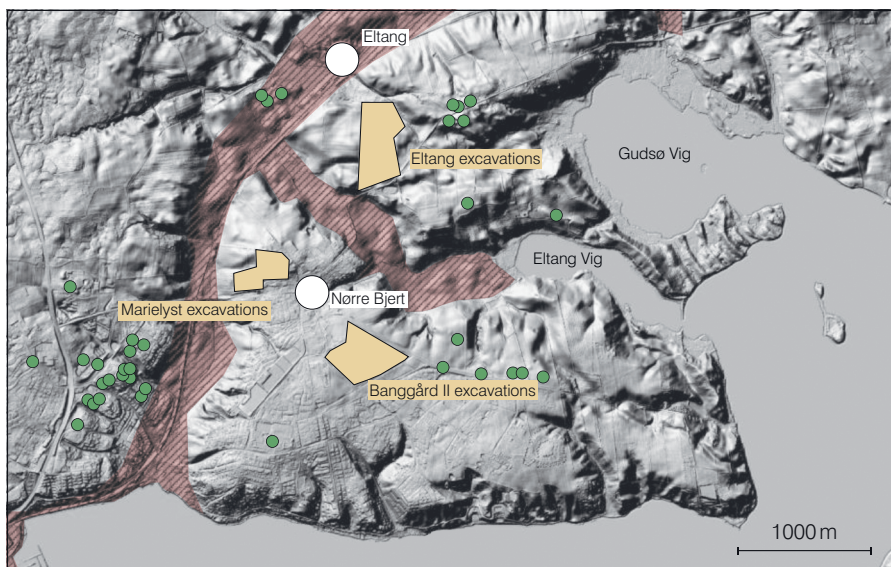 Eltang
Eltang excavations
Gudsø Vig
Eltang Vig
Nørre Bjert
Marielyst excavations
Banggård II excavations
1000 m